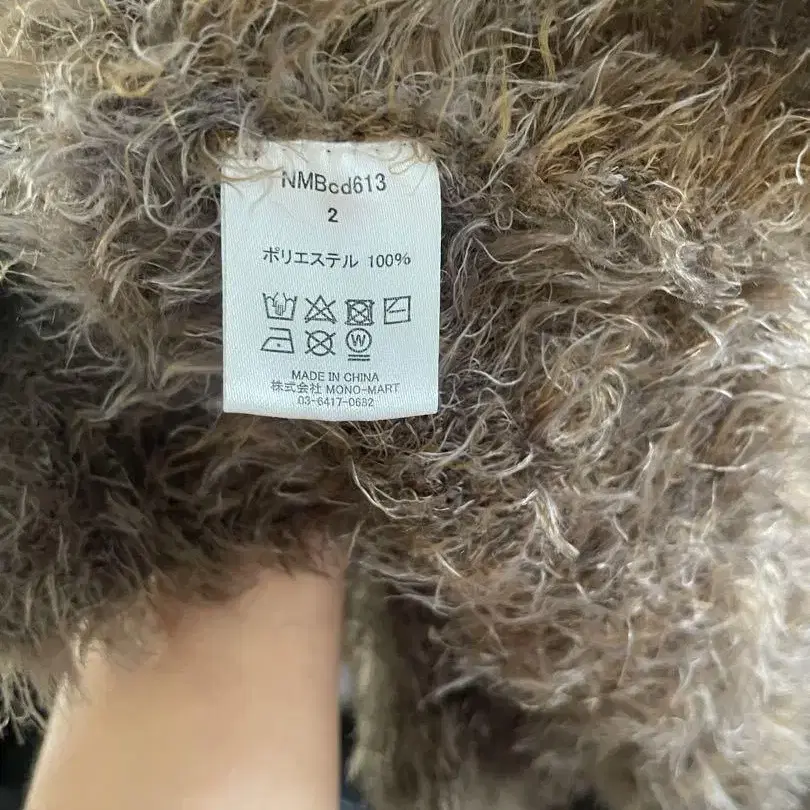 NMBcd613
2
ポリエステル 100%
W
MADE IN CHINA
株式会社 MONO-MART
03-6417-0682